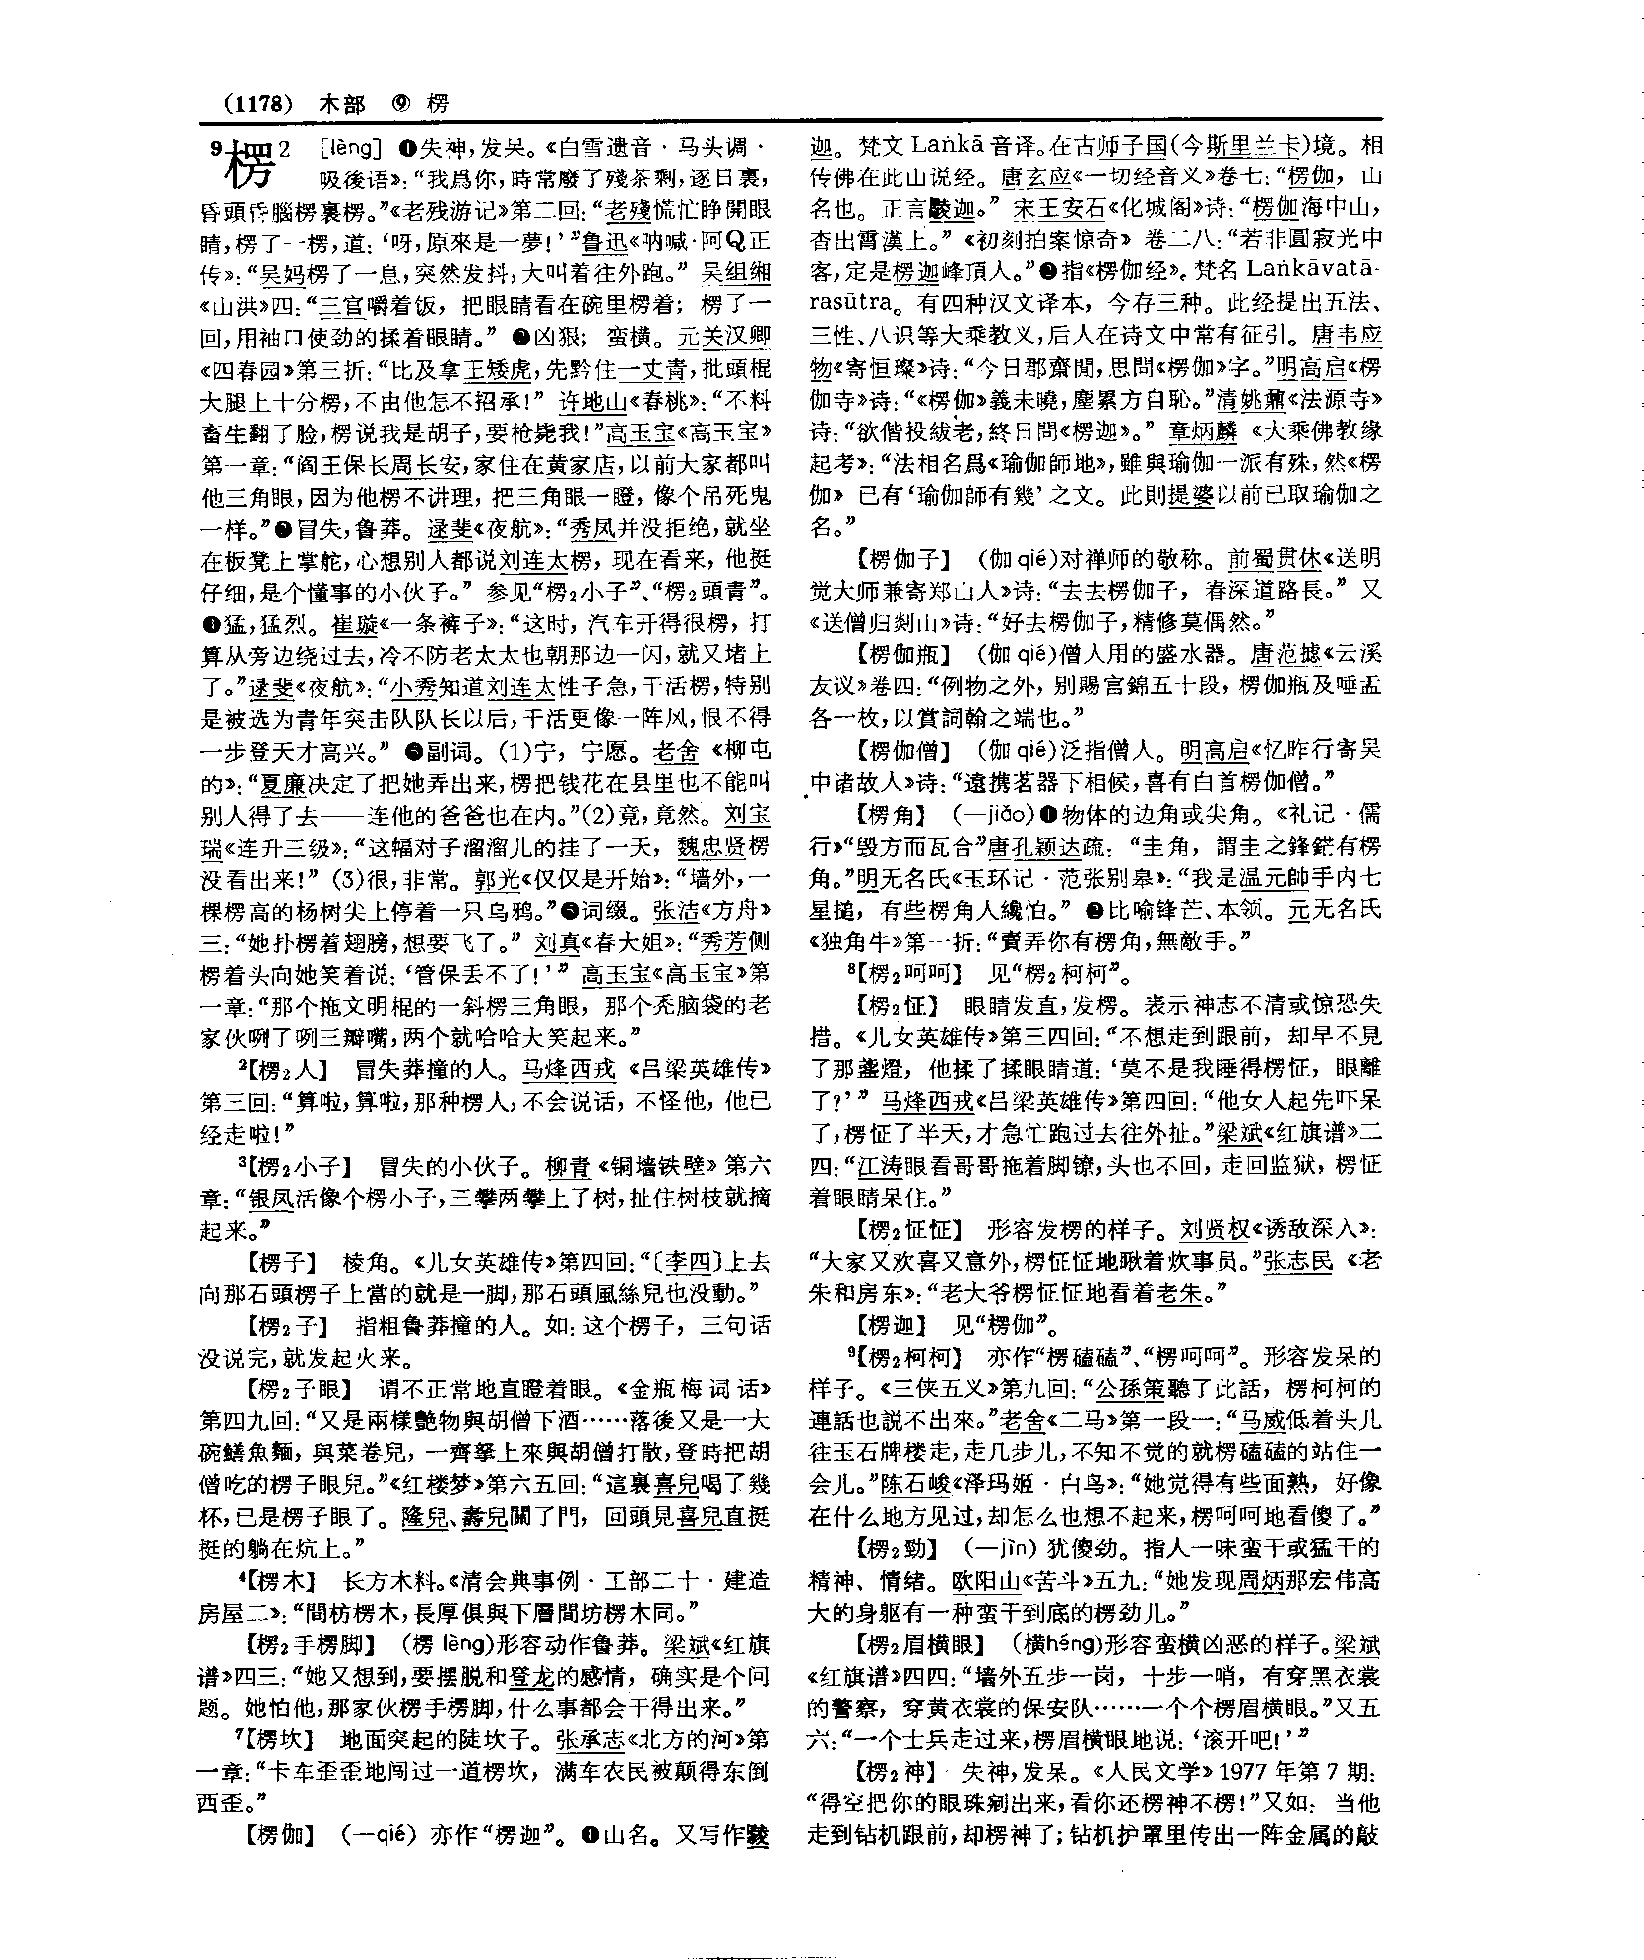 (1178) 木部 ⑨ 楞
⁹楞2 [lèng] ❶失神,发呆。《白雪遗音·马头调·
吸後语》:“我爲你,時常廢了殘茶剩,逐日裏,
昏頭昏腦楞裏楞。”《老残游记》第二回:“老殘慌忙睁開眼
睛,楞了一楞,道:‘呀,原來是一夢!’”鲁迅《呐喊·阿Q正
传》:“吴妈楞了一息,突然发抖,大叫着往外跑。” 吴组缃
《山洪》四:“三官嚼着饭,把眼睛看在碗里楞着;楞了一
回,用袖口使劲的揉着眼睛。” ❷凶狠;蛮横。元关汉卿
《四春园》第三折:“比及拿王矮虎,先黔住一丈青,批頭棍
大腿上十分楞,不由他怎不招承!” 许地山《春桃》:“不料
畜生翻了脸,楞说我是胡子,要枪毙我!”高玉宝《高玉宝》
第一章:“阎王保长周长安,家住在黄家店,以前大家都叫
他三角眼,因为他楞不讲理,把三角眼一瞪,像个吊死鬼
一样。”❸冒失,鲁莽。逯斐《夜航》:“秀凤并没拒绝,就坐
在板凳上掌舵,心想别人都说刘连太楞,现在看来,他挺
仔细,是个懂事的小伙子。” 参见“楞₂小子”、“楞₂頭青”。
❹猛,猛烈。崔璇《一条裤子》:“这时,汽车开得很楞,打
算从旁边绕过去,冷不防老太太也朝那边一闪,就又堵上
了。”逯斐《夜航》:“小秀知道刘连太性子急,干活楞,特别
是被选为青年突击队队长以后,干活更像一阵风,恨不得
一步登天才高兴。” ❺副词。(1)宁,宁愿。老舍《柳屯
的》:“夏廉决定了把她弄出来,楞把钱花在县里也不能叫
别人得了去——连他的爸爸也在内。”(2)竟,竟然。刘宝
瑞《连升三级》:“这幅对子溜溜儿的挂了一天,魏忠贤楞
没看出来!” (3)很,非常。郭光《仅仅是开始》:“墙外,一
棵楞高的杨树尖上停着一只乌鸦。”❻词缀。张洁《方舟》
三:“她扑楞着翅膀,想要飞了。” 刘真《春大姐》:“秀芳侧
楞着头向她笑着说:‘管保丢不了!’” 高玉宝《高玉宝》第
一章:“那个拖文明棍的一斜楞三角眼,那个秃脑袋的老
家伙咧了咧三瓣嘴,两个就哈哈大笑起来。”
²【楞₂人】 冒失莽撞的人。马烽西戎《吕梁英雄传》
第三回:“算啦,算啦,那种楞人,不会说话,不怪他,他已
经走啦!”
³【楞₂小子】 冒失的小伙子。柳青《铜墙铁壁》第六
章:“银凤活像个楞小子,三攀两攀上了树,扯住树枝就摘
起来。”
【楞子】 棱角。《儿女英雄传》第四回:“〔李四〕上去
向那石頭楞子上當的就是一脚,那石頭風絲兒也没動。”
【楞₂子】 指粗鲁莽撞的人。如:这个楞子,三句话
没说完,就发起火来。
【楞₂子眼】 谓不正常地直瞪着眼。《金瓶梅词话》
第四九回:“又是兩樣艷物與胡僧下酒……落後又是一大
碗鱔魚麵,與菜卷兒,一齊拏上來與胡僧打散,登時把胡
僧吃的楞子眼兒。”《红楼梦》第六五回:“這裏喜兒喝了幾
杯,已是楞子眼了。隆兒、壽兒關了門,回頭見喜兒直挺
挺的躺在炕上。”
⁴【楞木】 长方木料。《清会典事例·工部二十·建造
房屋二》:“間枋楞木,長厚俱與下層間坊楞木同。”
【楞₂手楞脚】 (楞 lèng)形容动作鲁莽。梁斌《红旗
谱》四三:“她又想到,要摆脱和登龙的感情,确实是个问
题。她怕他,那家伙楞手楞脚,什么事都会干得出来。”
⁷【楞坎】 地面突起的陡坎子。张承志《北方的河》第
一章:“卡车歪歪地闯过一道楞坎,满车农民被颠得东倒
西歪。”
【楞伽】 (一qié) 亦作“楞迦”。❶山名。又写作䮚
迦。梵文 Laṅkā 音译。在古师子国(今斯里兰卡)境。相
传佛在此山说经。唐玄应《一切经音义》卷七:“楞伽,山
名也。正言䮚迦。” 宋王安石《化城阁》诗:“楞伽海中山,
杳出霄漢上。”《初刻拍案惊奇》卷二八:“若非圓寂光中
客,定是楞迦峰頂人。”❷指《楞伽经》。梵名 Laṅkāvatā-
rasūtra。有四种汉文译本,今存三种。此经提出五法、
三性、八识等大乘教义,后人在诗文中常有征引。唐韦应
物《寄恒璨》诗:“今日郡齋閒,思問《楞伽》字。”明高启《楞
伽寺》诗:“《楞伽》義未曉,塵累方自恥。”清姚鼐《法源寺》
诗:“欲偕投紱老,終日問《楞迦》。” 章炳麟《大乘佛教缘
起考》:“法相名爲《瑜伽師地》,雖與瑜伽一派有殊,然《楞
伽》已有‘瑜伽師有幾’之文。此則提婆以前已取瑜伽之
名。”
【楞伽子】 (伽 qié)对禅师的敬称。前蜀贯休《送明
觉大师兼寄郑山人》诗:“去去楞伽子,春深道路長。” 又
《送僧归剡山》诗:“好去楞伽子,精修莫偶然。”
【楞伽瓶】 (伽 qié)僧人用的盛水器。唐范摅《云溪
友议》卷四:“例物之外,别賜宫錦五十段,楞伽瓶及唾盂
各一枚,以賞詞翰之端也。”
【楞伽僧】 (伽 qié)泛指僧人。明高启《忆昨行寄吴
中诸故人》诗:“遠携茗器下相候,喜有白首楞伽僧。”
【楞角】 (一jiǎo)❶物体的边角或尖角。《礼记·儒
行》“毁方而瓦合”唐孔颖达疏:“圭角,謂圭之鋒鋩有楞
角。”明无名氏《玉环记·范张别皋》:“我是温元帥手内七
星搥,有些楞角人纔怕。” ❷比喻锋芒、本领。元无名氏
《独角牛》第一折:“賣弄你有楞角,無敵手。”
⁸【楞₂呵呵】 见“楞₂柯柯”。
【楞₂怔】 眼睛发直,发楞。表示神志不清或惊恐失
措。《儿女英雄传》第三四回:“不想走到跟前,却早不見
了那盞燈,他揉了揉眼睛道:‘莫不是我睡得楞怔,眼離
了?’” 马烽西戎《吕梁英雄传》第四回:“他女人起先吓呆
了,楞怔了半天,才急忙跑过去往外扯。”梁斌《红旗谱》二
四:“江涛眼看哥哥拖着脚镣,头也不回,走回监狱,楞怔
着眼睛呆住。”
【楞₂怔怔】 形容发楞的样子。刘贤权《诱敌深入》:
“大家又欢喜又意外,楞怔怔地瞅着炊事员。”张志民《老
朱和房东》:“老大爷楞怔怔地看着老朱。”
【楞迦】 见“楞伽”。
⁹【楞₂柯柯】 亦作“楞磕磕”、“楞呵呵”。形容发呆的
样子。《三侠五义》第九回:“公孫策聽了此話,楞柯柯的
連話也説不出來。”老舍《二马》第一段一:“马威低着头儿
往玉石牌楼走,走几步儿,不知不觉的就楞磕磕的站住一
会儿。”陈石峻《泽玛姬·白鸟》:“她觉得有些面熟,好像
在什么地方见过,却怎么也想不起来,楞呵呵地看傻了。”
【楞₂勁】 (一jìn) 犹傻劲。指人一味蛮干或猛干的
精神、情绪。欧阳山《苦斗》五九:“她发现周炳那宏伟高
大的身躯有一种蛮干到底的楞劲儿。”
【楞₂眉横眼】 (横héng)形容蛮横凶恶的样子。梁斌
《红旗谱》四四:“墙外五步一岗,十步一哨,有穿黑衣裳
的警察,穿黄衣裳的保安队……一个个楞眉横眼。”又五
六:“一个士兵走过来,楞眉横眼地说:‘滚开吧!’”
【楞₂神】 失神,发呆。《人民文学》1977 年第 7 期:
“得空把你的眼珠剜出来,看你还楞神不楞!”又如:当他
走到钻机跟前,却楞神了;钻机护罩里传出一阵金属的敲